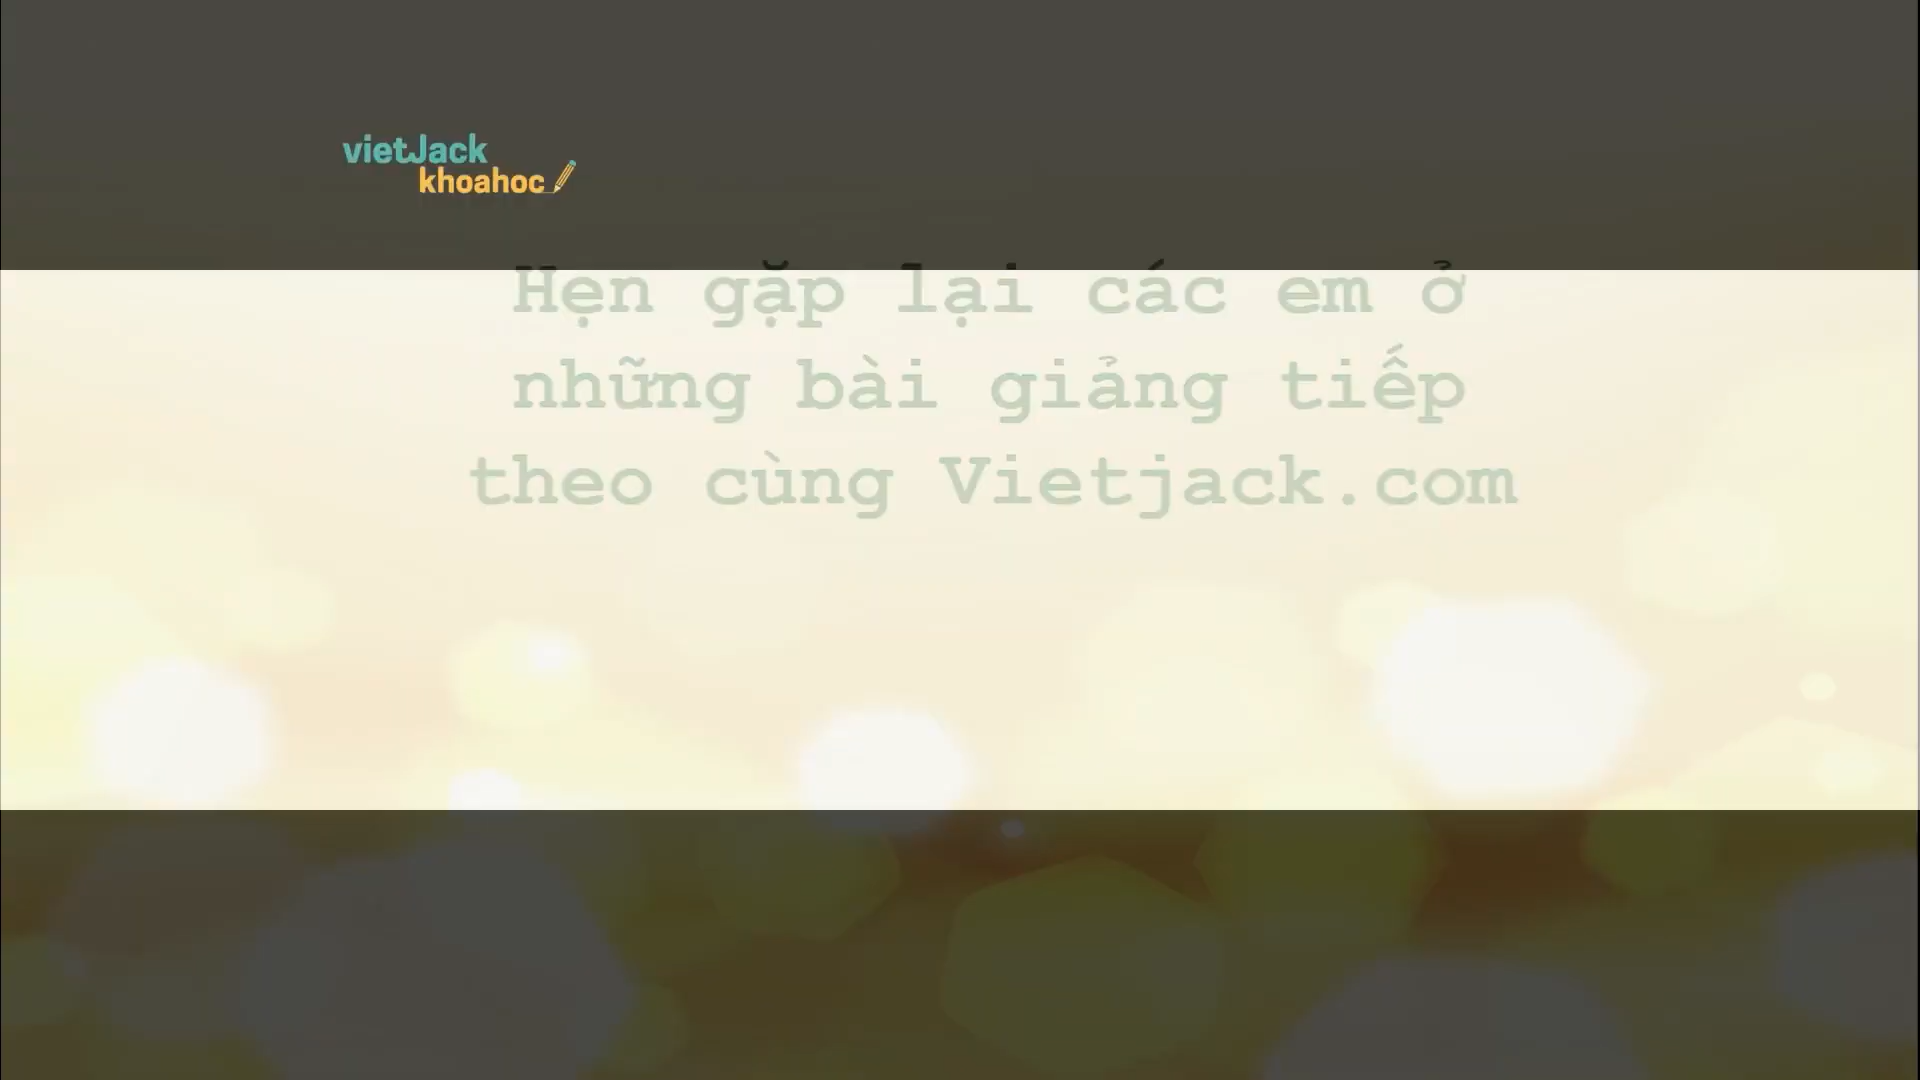 vietJack
khoahoc
Hẹn gặp lại các em ở
những bài giảng tiếp
theo cùng Vietjack.com